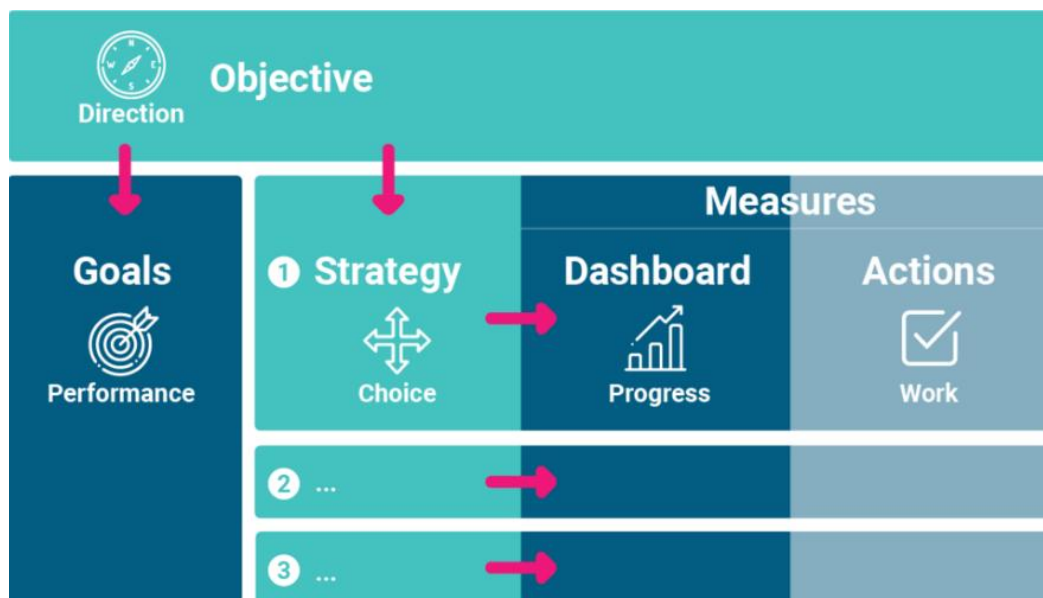 N
W E
S
Direction
Objective
Goals
Performance
1 Strategy
Choice
Measures
Dashboard
Progress
Actions
Work
2 ...
3 ...